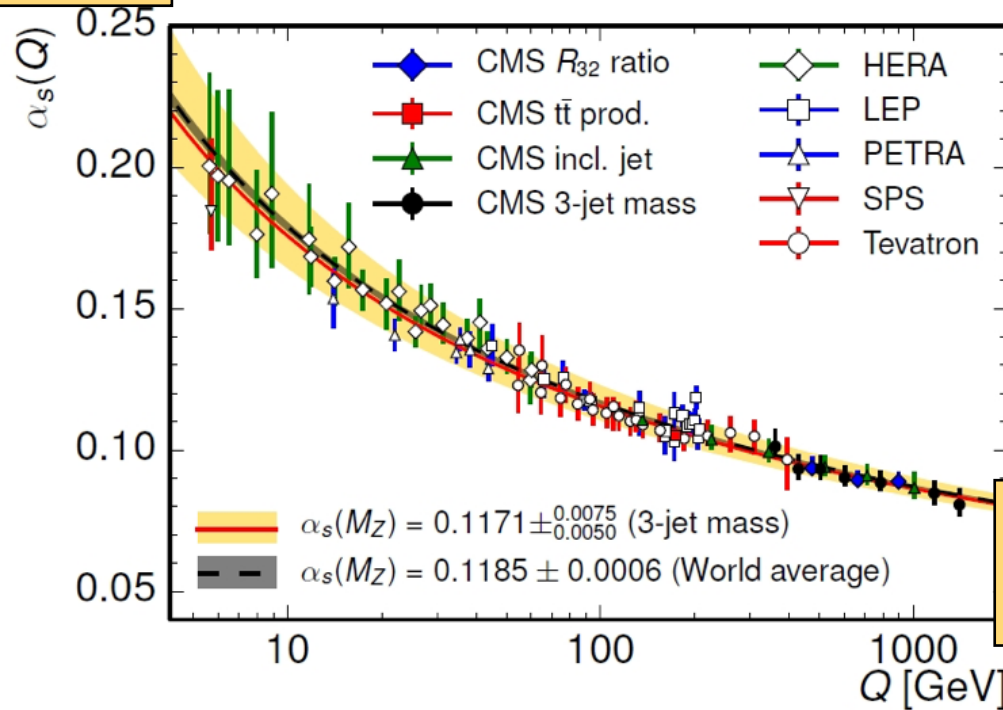 0.25
0.20
0.15
0.10
0.05
αs(Q)
CMS R32 ratio
CMS tt̄ prod.
CMS incl. jet
CMS 3-jet mass
HERA
LEP
PETRA
SPS
Tevatron
αs(MZ) = 0.1171±0.0075 0.0050 (3-jet mass)
αs(MZ) = 0.1185 ± 0.0006 (World average)
10 100 1000
Q [GeV]